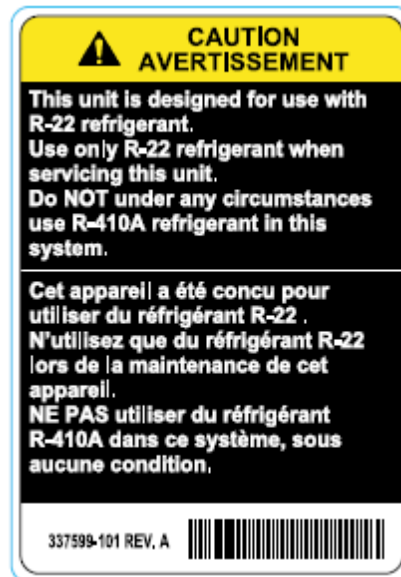 CAUTION
AVERTISSEMENT
This unit is designed for use with
R-22 refrigerant.
Use only R-22 refrigerant when
servicing this unit.
Do NOT under any circumstances
use R-410A refrigerant in this
system.
Cet appareil a été concu pour
utiliser du réfrigérant R-22 .
N'utilisez que du réfrigérant R-22
lors de la maintenance de cet
appareil.
NE PAS utiliser du réfrigérant
R-410A dans ce système, sous
aucune condition.
337599-101 REV. A